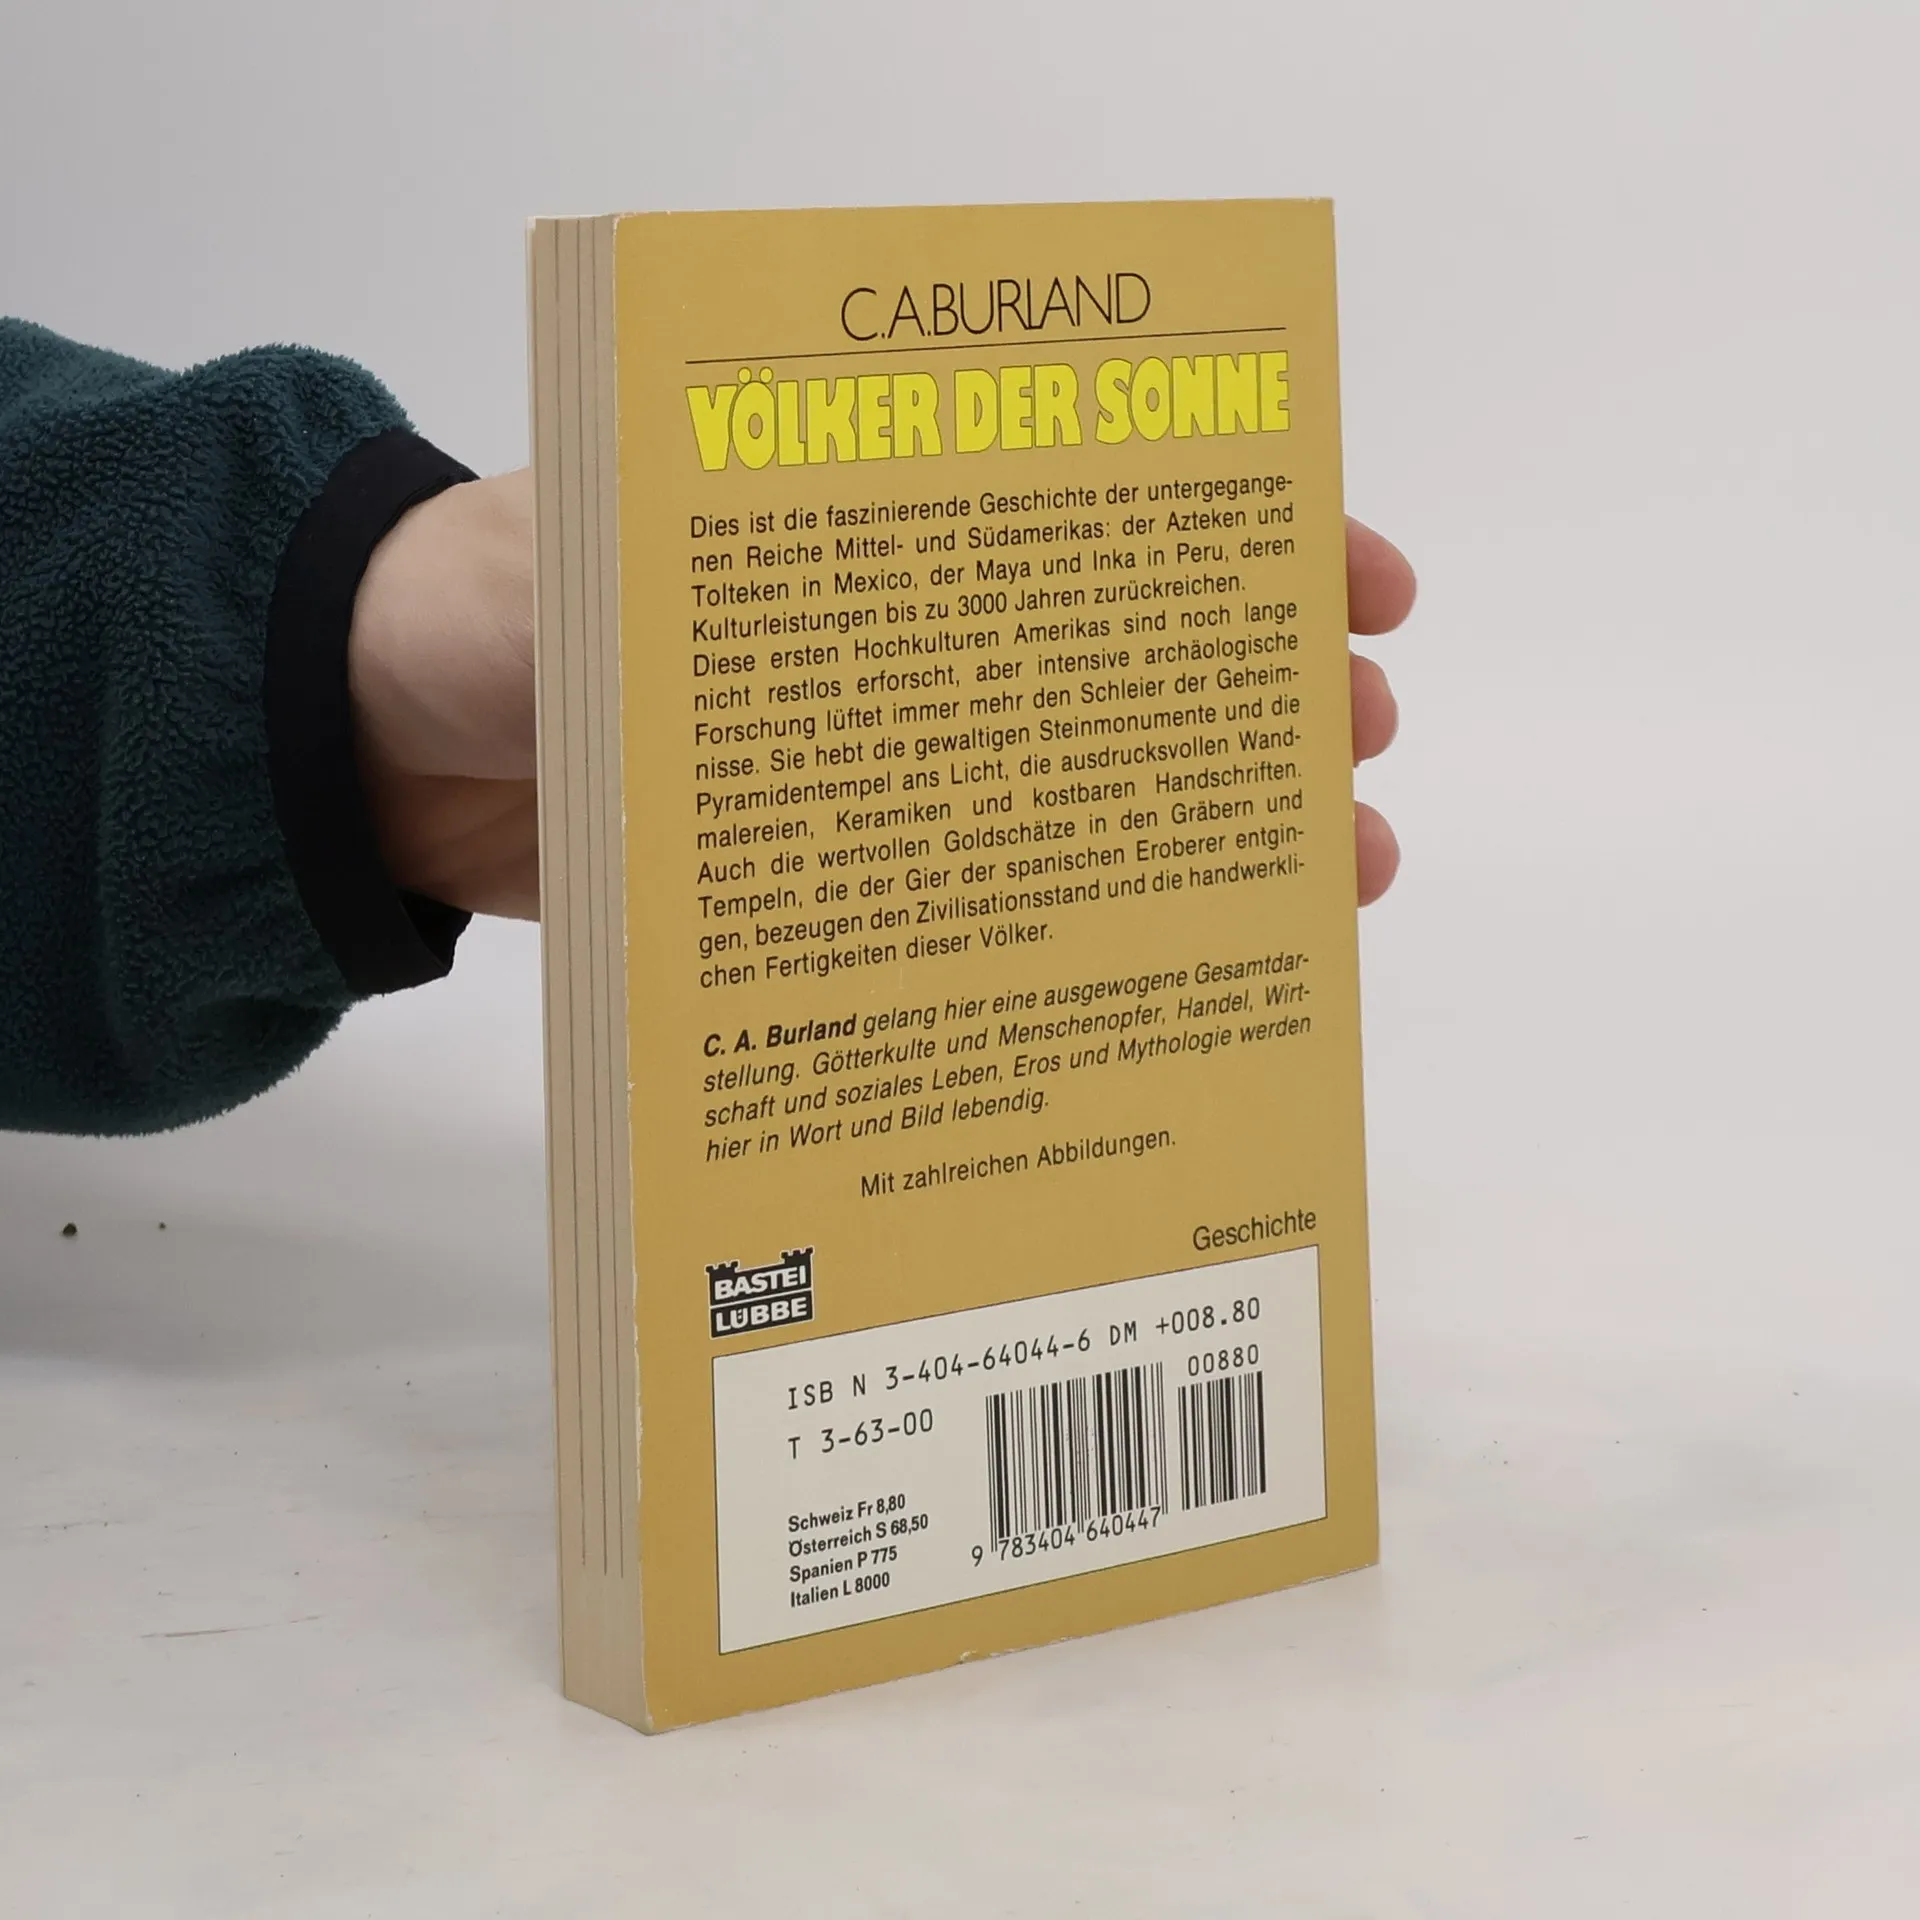 C.A.BURLAND
VÖLKER DER SONNE
Dies ist die faszinierende Geschichte der untergegange-
nen Reiche Mittel- und Südamerikas: der Azteken und
Tolteken in Mexico, der Maya und Inka in Peru, deren
Kulturleistungen bis zu 3000 Jahren zurückreichen.
Diese ersten Hochkulturen Amerikas sind noch lange
nicht restlos erforscht, aber intensive archäologische
Forschung lüftet immer mehr den Schleier der Geheim-
nisse. Sie hebt die gewaltigen Steinmonumente und die
Pyramidentempel ans Licht, die ausdrucksvollen Wand-
malereien, Keramiken und kostbaren Handschriften.
Auch die wertvollen Goldschätze in den Gräbern und
Tempeln, die der Gier der spanischen Eroberer entgin-
gen, bezeugen den Zivilisationsstand und die handwerkli-
chen Fertigkeiten dieser Völker.
C. A. Burland gelang hier eine ausgewogene Gesamtdar-
stellung. Götterkulte und Menschenopfer, Handel, Wirt-
schaft und soziales Leben, Eros und Mythologie werden
hier in Wort und Bild lebendig.
Mit zahlreichen Abbildungen.
Geschichte
BASTEI
LÜBBE
ISB N 3-404-64044-6 DM +008.80
T 3-63-00
00880
Schweiz Fr 8,80
Österreich S 68,50
Spanien P 775
Italien L 8000
9 783404 640447